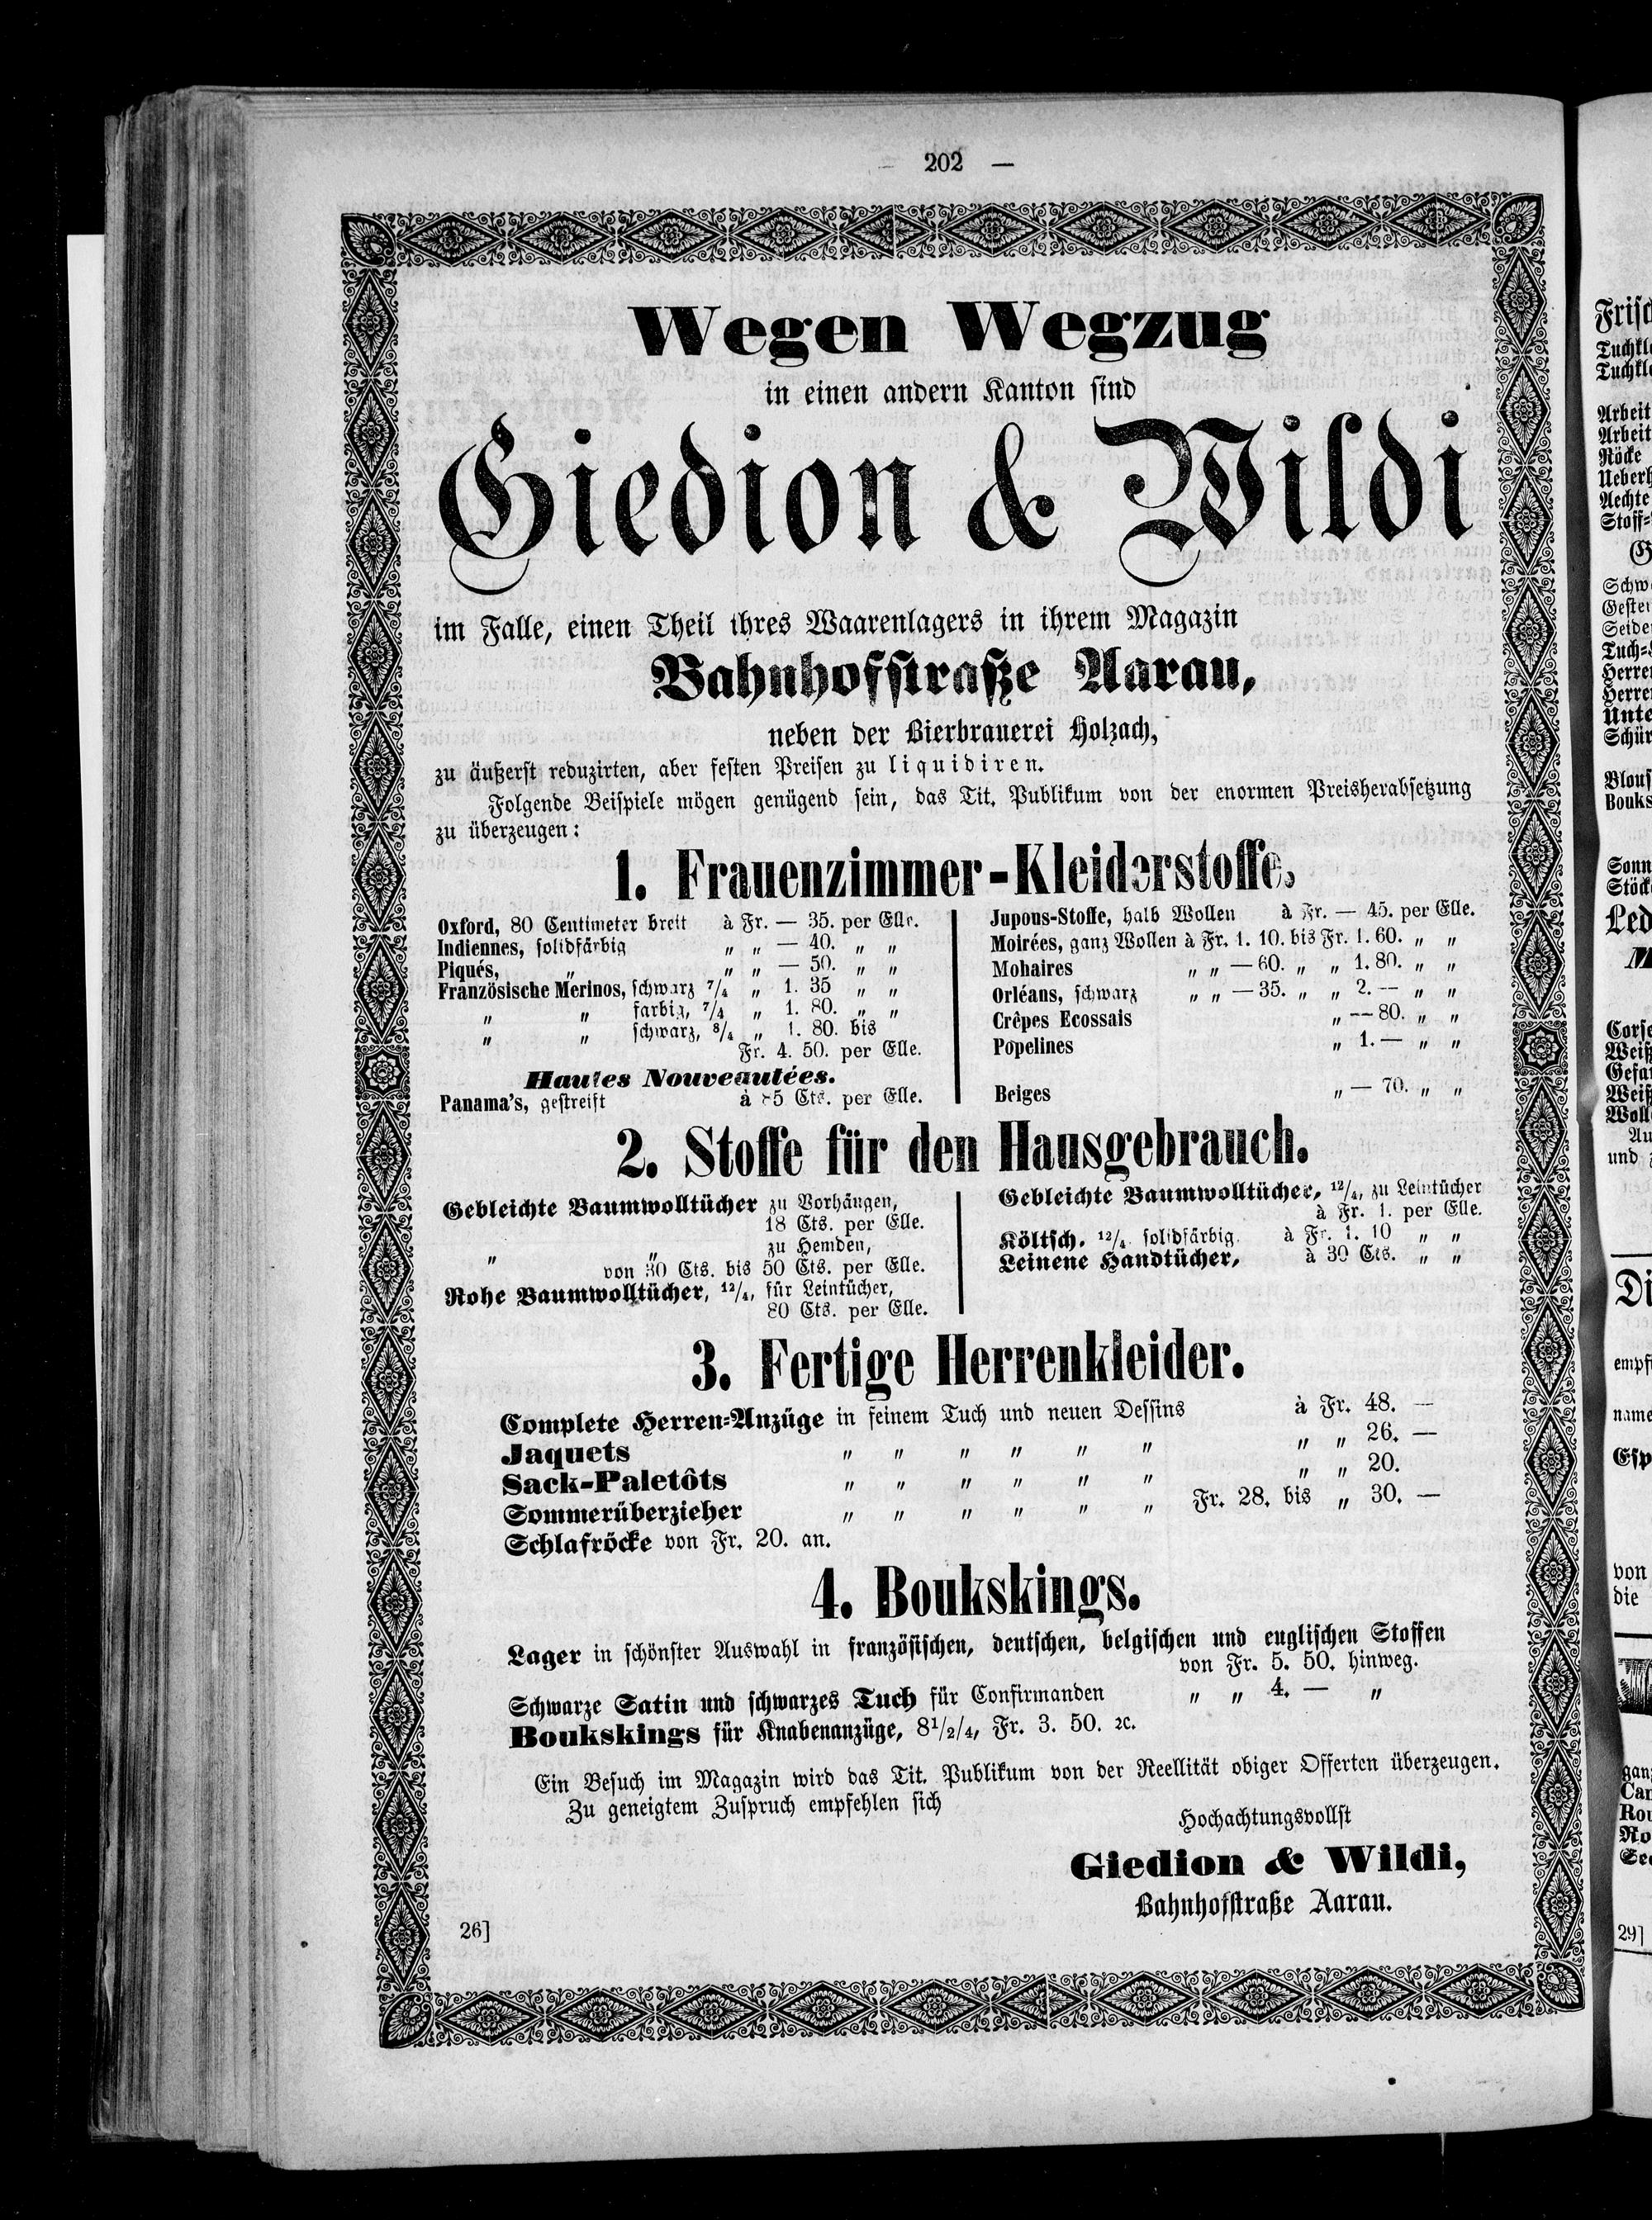 — 202 —
Wegen Wegzug
in einen andern Kanton sind
Giedion & Wildi
im Falle, einen Theil ihres Waarenlagers in ihrem Magazin
Bahnhofstraße Aarau,
neben der Bierbrauerei Holzach,
zu äußerst reduzirten, aber festen Preisen zu liquidiren.
Folgende Beispiele mögen genügend sein, das Tit. Publikum von der enormen Preisherabsetzung
zu überzeugen:
1. Frauenzimmer-Kleiderstoffe.
Oxford, 80 Centimeter breit à Fr. — 35. per Elle.
Indiennes, solidfärbig „ „ — 40. „ „
Piqués, „ „ „ — 50. „ „
Französische Merinos, schwarz 7/4 „ 1. 35 „ „
„ „ farbig, 7/4 „ 1. 80. „ „
„ „ schwarz, 8/4 „ 1. 80. bis
Fr. 4. 50. per Elle.
Hautes Nouveautées.
Panama's, gestreift à 5 Cts. per Elle.
Jupons-Stoffe, halb Wollen à Fr. — 45. per Elle.
Moirées, ganz Wollen à Fr. 1. 10. bis Fr. 1. 60. „ „
Mohaires „ „ — 60. „ „ 1. 80. „ „
Orléans, schwarz „ „ — 35. „ „ 2. — „ „
Crêpes Ecossais „ — 80. „ „
Popelines „ 1. — „ „
Beiges „ — 70. „ „
2. Stoffe für den Hausgebrauch.
Gebleichte Baumwolltücher zu Vorhängen,
18 Cts. per Elle.
„ „ zu Hemden,
von 30 Cts. bis 50 Cts. per Elle.
Rohe Baumwolltücher, 12/4, für Leintücher,
80 Cts. per Elle.
Gebleichte Baumwolltücher, 12/4, zu Leintücher
à Fr. 1. per Elle.
Költsch. 12/4. solidfärbig. à Fr. 1. 10 „ „
Leinene Handtücher, à 30 Cts. „ „
3. Fertige Herrenkleider.
Complete Herren-Anzüge in feinem Tuch und neuen Dessins à Fr. 48. —
Jaquets „ „ „ „ „ „ „ „ 26. —
Sack-Paletôts „ „ „ „ „ „ „ „ 20.
Sommerüberzieher „ „ „ „ „ „ Fr. 28. bis „ 30. —
Schlafröcke von Fr. 20. an.
4. Boukskings.
Lager in schönster Auswahl in französischen, deutschen, belgischen und englischen Stoffen
von Fr. 5. 50. hinweg.
Schwarze Satin und schwarzes Tuch für Confirmanden „ „ 4. — „
Boukskings für Knabenanzüge, 8 1/2/4, Fr. 3. 50. ꝛc.
Ein Besuch im Magazin wird das Tit. Publikum von der Reellität obiger Offerten überzeugen.
Zu geneigtem Zuspruch empfehlen sich
Hochachtungsvollst
Giedion & Wildi,
Bahnhofstraße Aarau.
26]
Arbeit
Arbeit
Röcke
Aechte
und
von
die
29]